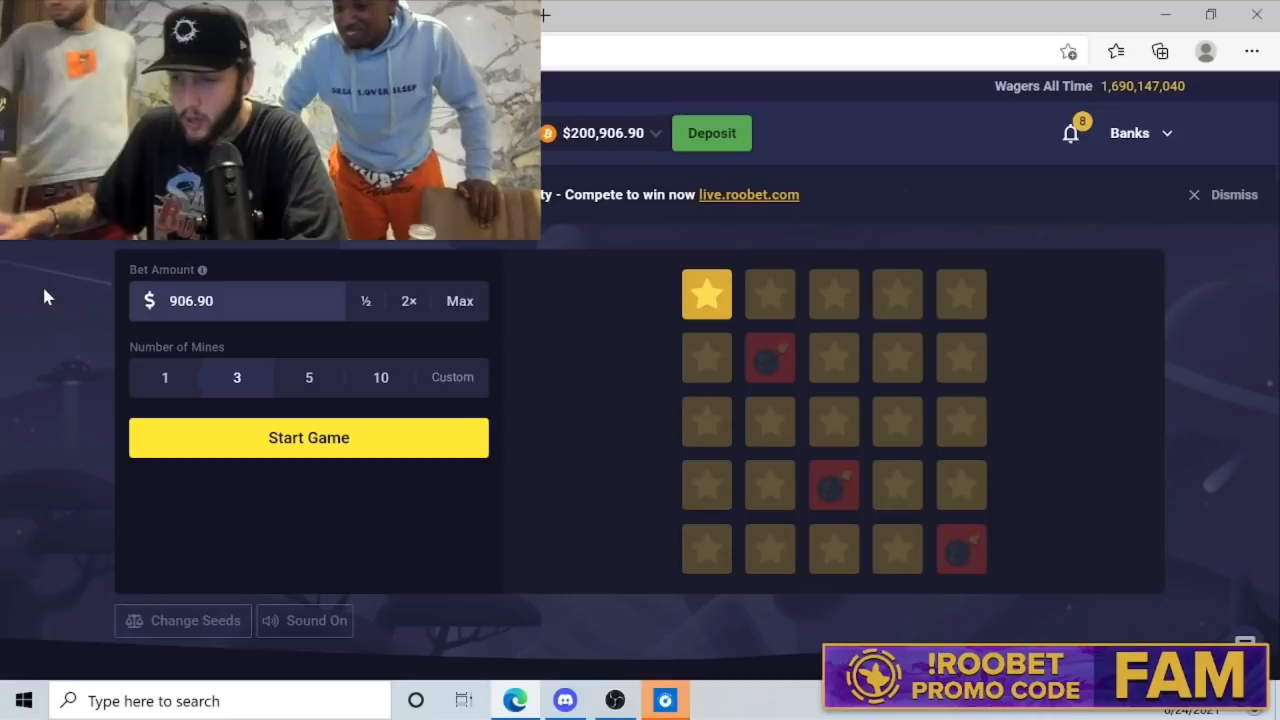 Wagers All Time 1,690,147,040
$200,906.90
Deposit
8
Banks
ty - Compete to win now live.roobet.com
Dismiss
Bet Amount
$ 906.90
½
2×
Max
Number of Mines
1
3
5
10
Custom
Start Game
Change Seeds
Sound On
!ROOBET
PROMO CODE
FAM
Type here to search